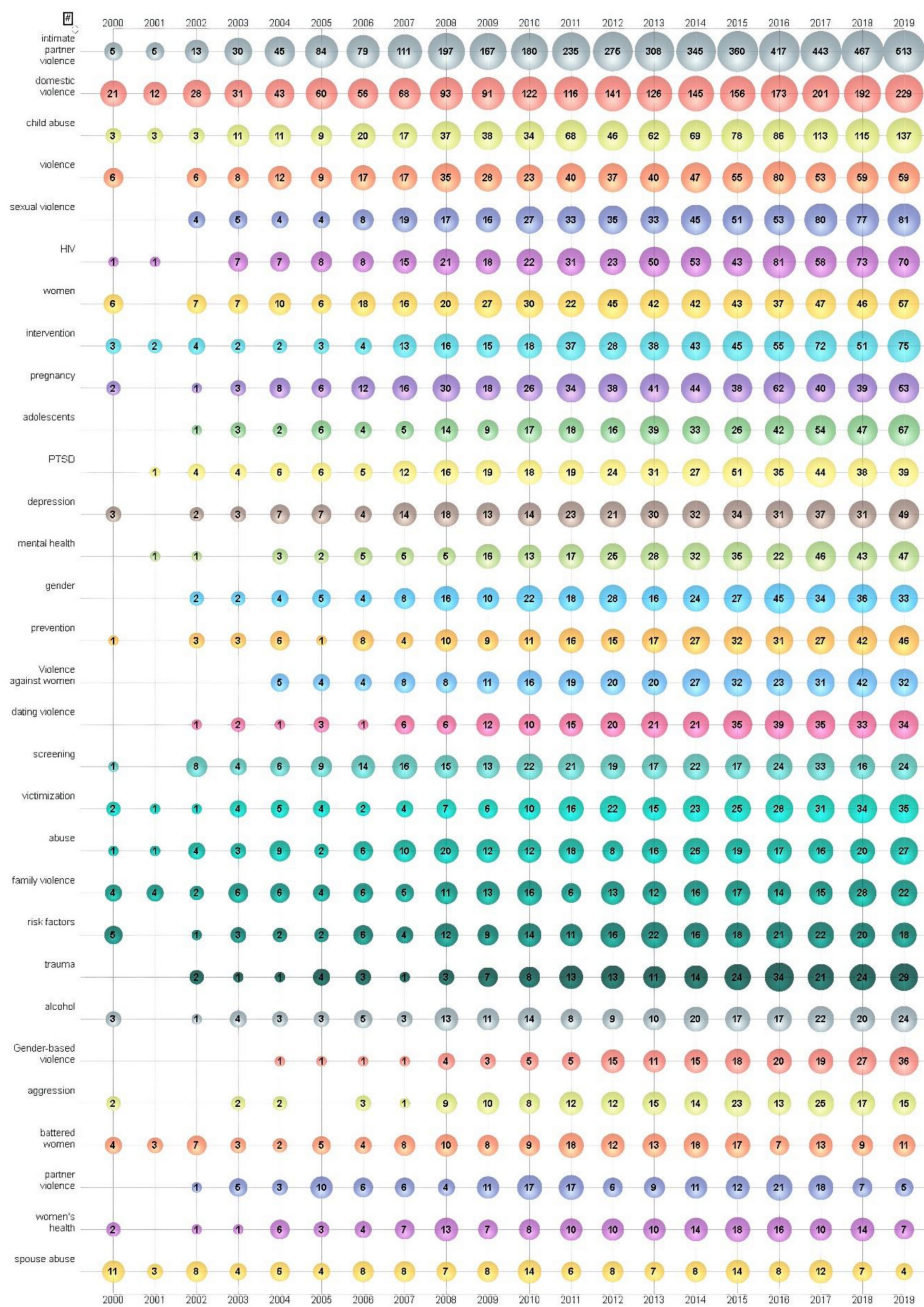 #
2000 2001 2002 2003 2004 2005 2006 2007 2008 2009 2010 2011 2012 2013 2014 2015 2016 2017 2018 2019
intimate
partner
violence
5 5 13 30 45 84 79 111 197 167 180 235 275 308 345 360 417 443 467 513
domestic
violence
21 12 28 31 43 60 56 68 93 91 122 116 141 126 145 156 173 201 192 229
child abuse
3 3 3 11 11 9 20 17 37 38 34 68 46 62 69 78 86 113 115 137
violence
6 6 8 12 9 17 17 35 28 23 40 37 40 47 55 80 53 59 59
sexual violence
4 5 4 4 8 19 17 16 27 33 35 33 45 51 53 80 77 81
HIV
1 1 7 7 8 8 15 21 18 22 31 23 50 53 43 81 58 73 70
women
6 7 7 10 6 18 16 20 27 30 22 45 42 42 43 37 47 46 57
intervention
3 2 4 2 2 3 4 13 16 15 18 37 28 38 43 45 55 72 51 75
pregnancy
2 1 3 8 6 12 16 30 18 26 34 38 41 44 38 62 40 39 53
adolescents
1 3 2 6 4 5 14 9 17 18 16 39 33 26 42 54 47 67
PTSD
1 4 4 6 6 5 12 16 19 18 19 24 31 27 51 35 44 38 39
depression
3 2 3 7 7 4 14 18 13 14 23 21 30 32 34 31 37 31 49
mental health
1 1 3 2 5 5 5 16 13 17 25 28 32 35 22 46 43 47
gender
2 2 4 5 4 8 16 10 22 18 28 16 24 27 45 34 36 33
prevention
1 3 3 6 1 8 4 10 9 11 16 15 17 27 32 31 27 42 46
Violence
against women
5 4 4 8 8 11 16 19 20 20 27 32 23 31 42 32
dating violence
1 2 1 3 1 6 6 12 10 15 20 21 21 35 39 35 33 34
screening
1 8 4 6 9 14 16 15 13 22 21 19 17 22 17 24 33 16 24
victimization
2 1 1 4 5 4 2 4 7 6 10 16 22 15 23 25 28 31 34 35
abuse
1 1 4 3 9 2 6 10 20 12 12 18 8 16 25 19 17 16 20 27
family violence
4 4 2 6 6 4 6 5 11 13 16 6 13 12 16 17 14 15 28 22
risk factors
5 1 3 2 2 6 4 12 9 14 11 16 22 16 18 21 22 20 18
trauma
2 1 1 4 3 1 3 7 8 13 13 11 14 24 34 21 24 29
alcohol
3 1 4 3 3 5 3 13 11 14 8 9 10 20 17 17 22 20 24
Gender-based
violence
1 1 1 1 4 3 5 5 15 11 15 18 20 19 27 36
aggression
2 2 2 3 1 9 10 8 12 12 15 14 23 13 25 17 15
battered
women
4 3 7 3 2 5 4 8 10 8 9 18 12 13 18 17 7 13 9 11
partner
violence
1 5 3 10 6 6 4 11 17 17 6 9 11 12 21 18 7 5
women's
health
2 1 1 6 3 4 7 13 7 8 10 10 10 14 18 16 10 14 7
spouse abuse
11 3 8 4 6 4 8 8 7 8 14 6 8 7 8 14 8 12 7 4
2000 2001 2002 2003 2004 2005 2006 2007 2008 2009 2010 2011 2012 2013 2014 2015 2016 2017 2018 2019